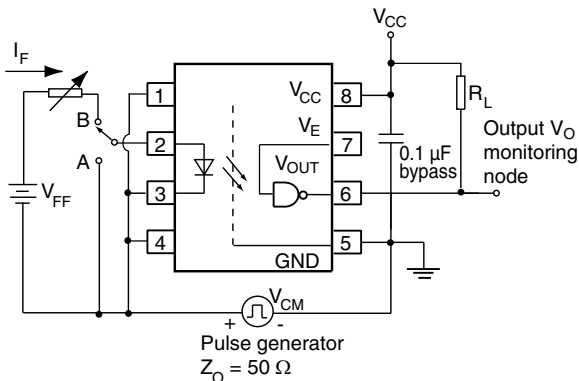 V_CC
I_F
B
A
V_FF
1
2
3
4
V_CC
V_E
V_OUT
GND
8
7
6
5
0.1 µF
bypass
R_L
Output V_O
monitoring
node
V_CM
+
-
Pulse generator
Z_O = 50 Ω